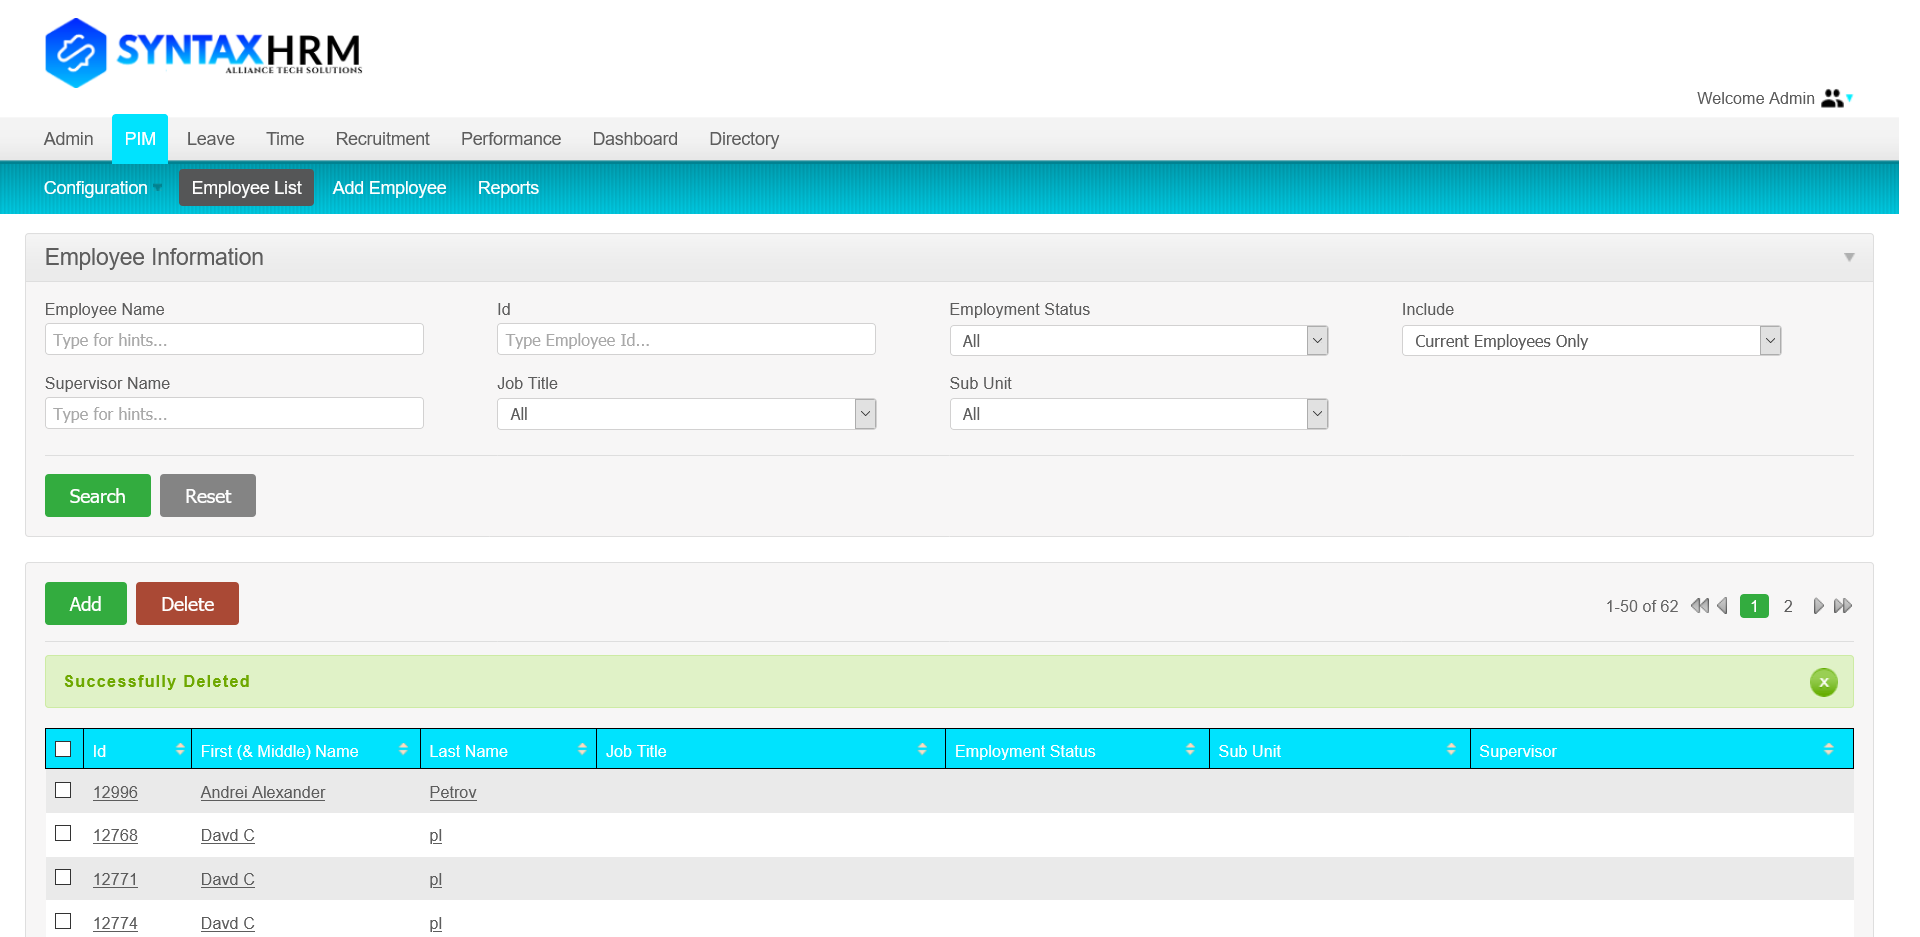 SYNTAXHRM
ALLIANCE TECH SOLUTIONS
Welcome Admin
Admin PIM Leave Time Recruitment Performance Dashboard Directory
Configuration Employee List Add Employee Reports
Employee Information
Employee Name Id Employment Status Include
Type for hints... Type Employee Id... All Current Employees Only
Supervisor Name Job Title Sub Unit
Type for hints... All All
Search Reset
Add Delete 1-50 of 62 1 2
Successfully Deleted x
Id First (& Middle) Name Last Name Job Title Employment Status Sub Unit Supervisor
12996 Andrei Alexander Petrov
12768 Davd C pl
12771 Davd C pl
12774 Davd C pl